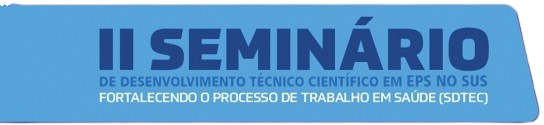 II SEMINÁRIO
DE DESENVOLVIMENTO TÉCNICO CIENTÍFICO EM EPS NO SUS
FORTALECENDO O PROCESSO DE TRABALHO EM SAÚDE (SDTEC)